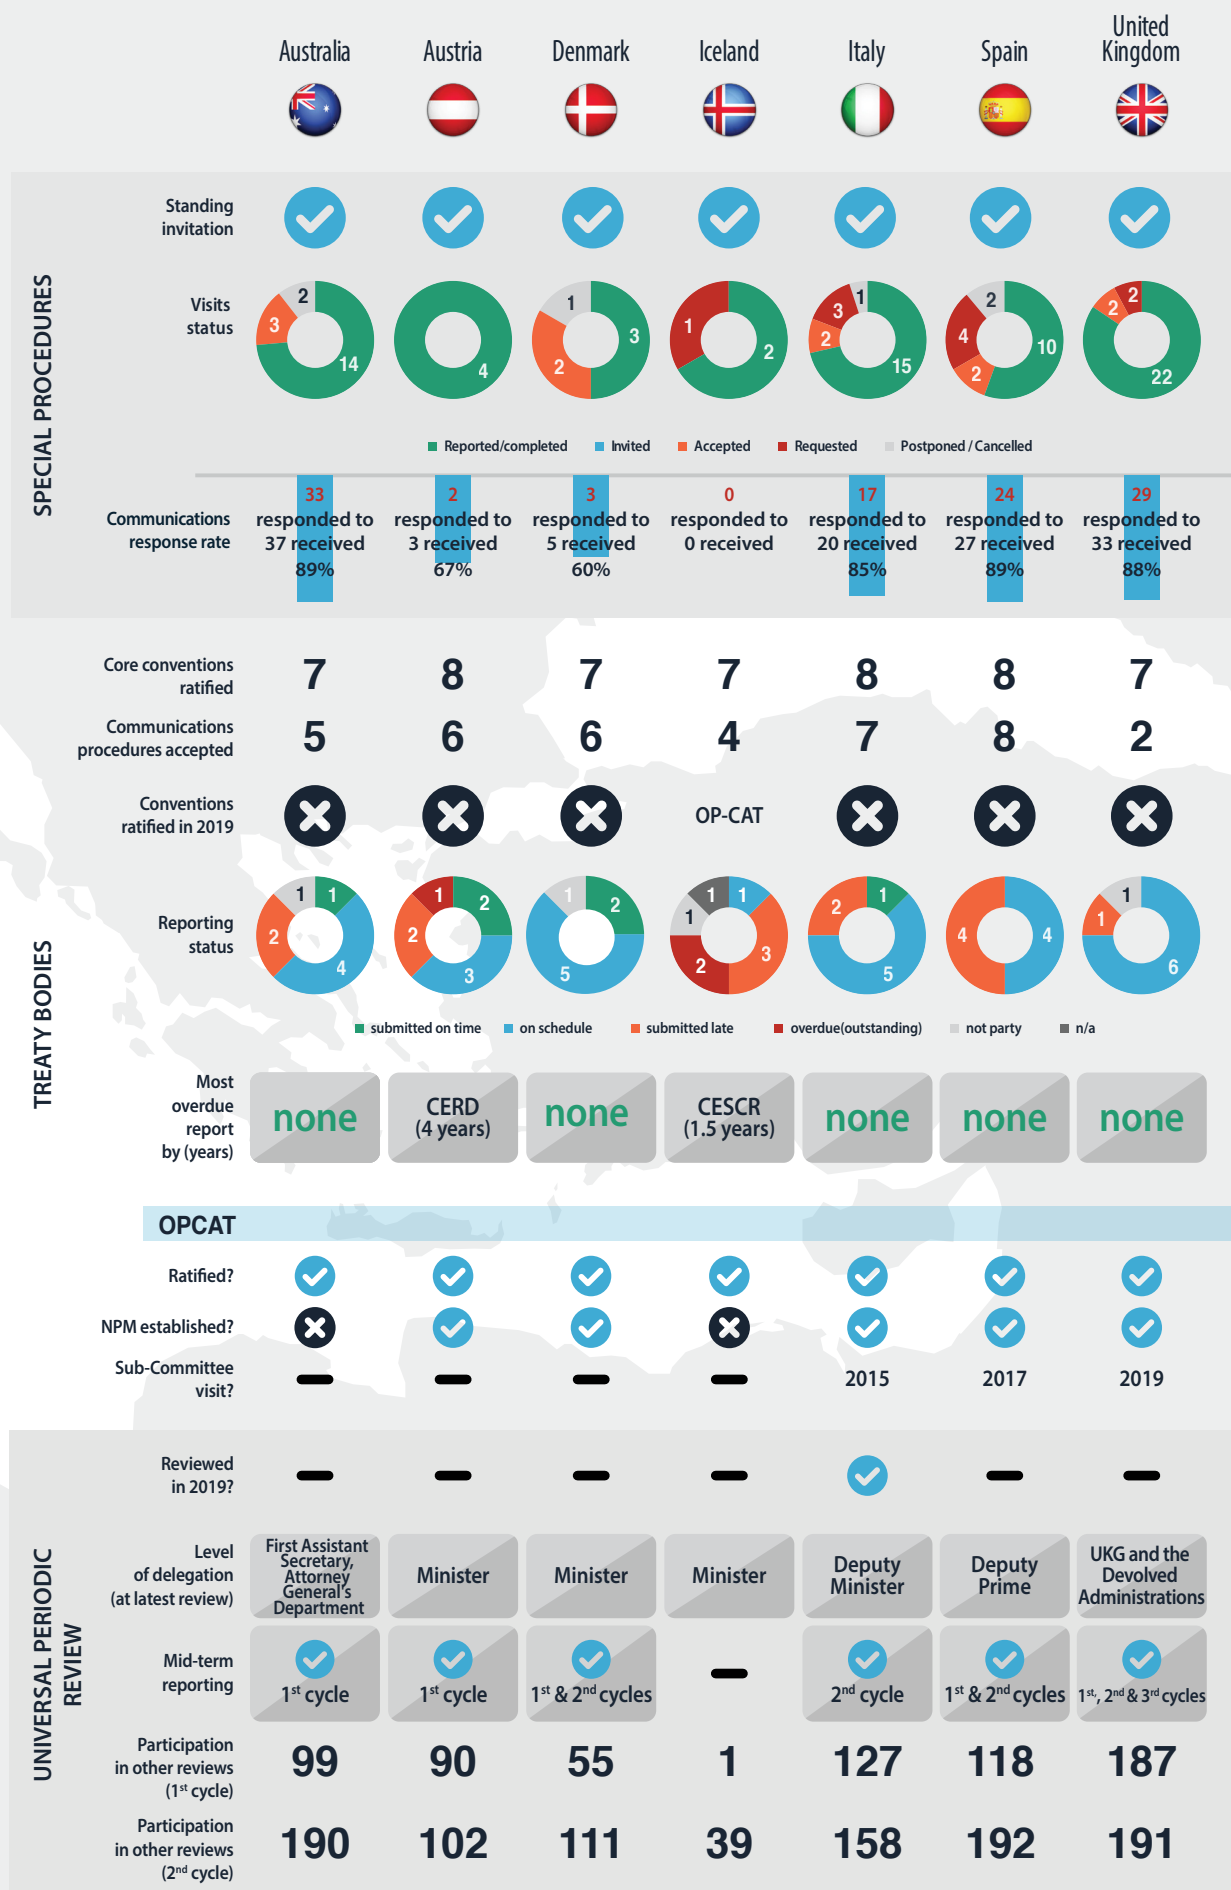 Australia
Austria
Denmark
Iceland
Italy
Spain
United
Kingdom
SPECIAL PROCEDURES
Standing
invitation
Visits
status
2
3
14
4
1
3
2
1
2
1
3
2
15
2
4
10
2
2
2
22
Reported/completed
Invited
Accepted
Requested
Postponed / Cancelled
Communications
response rate
33
responded to
37 received
89%
2
responded to
3 received
67%
3
responded to
5 received
60%
0
responded to
0 received
17
responded to
20 received
85%
24
responded to
27 received
89%
29
responded to
33 received
88%
TREATY BODIES
Core conventions
ratified
7 8 7 7 8 8 7
Communications
procedures accepted
5 6 6 4 7 8 2
Conventions
ratified in 2019
OP-CAT
Reporting
status
1
1
2
4
1
2
2
3
1
2
5
1
1
1
3
2
1
2
5
4
4
1
1
6
submitted on time
on schedule
submitted late
overdue(outstanding)
not party
n/a
Most
overdue
report
by (years)
none
CERD
(4 years)
none
CESCR
(1.5 years)
none
none
none
OPCAT
Ratified?
NPM established?
Sub-Committee
visit?
2015
2017
2019
UNIVERSAL PERIODIC
REVIEW
Reviewed
in 2019?
Level
of delegation
(at latest review)
First Assistant
Secretary,
Attorney
General's
Department
Minister
Minister
Minister
Deputy
Minister
Deputy
Prime
UKG and the
Devolved
Administrations
Mid-term
reporting
1st cycle
1st cycle
1st & 2nd cycles
2nd cycle
1st & 2nd cycles
1st, 2nd & 3rd cycles
Participation
in other reviews
(1st cycle)
99 90 55 1 127 118 187
Participation
in other reviews
(2nd cycle)
190 102 111 39 158 192 191